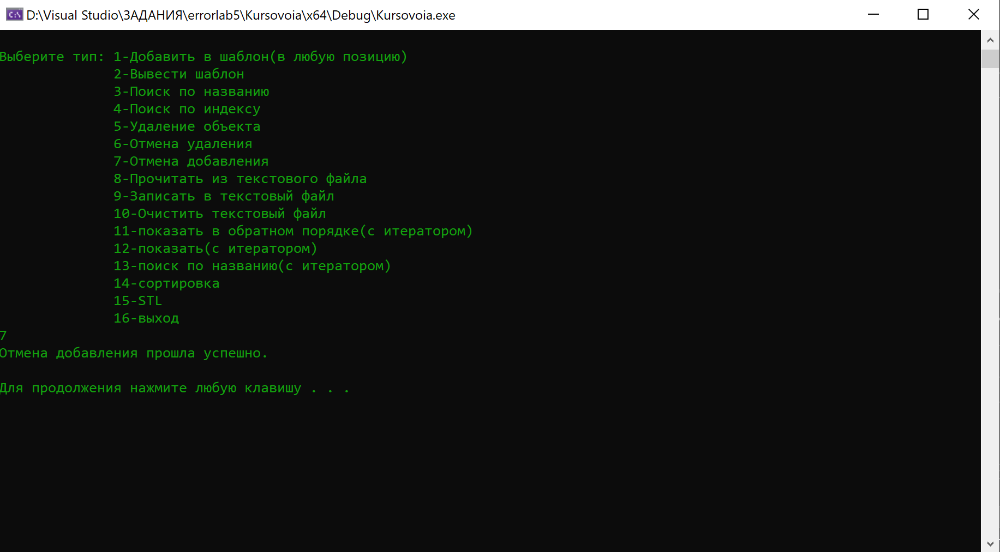 D:\Visual Studio\ЗАДАНИЯ\errorlab5\Kursovoia\x64\Debug\Kursovoia.exe
Выберите тип: 1-Добавить в шаблон(в любую позицию)
2-Вывести шаблон
3-Поиск по названию
4-Поиск по индексу
5-Удаление объекта
6-Отмена удаления
7-Отмена добавления
8-Прочитать из текстового файла
9-Записать в текстовый файл
10-Очистить текстовый файл
11-показать в обратном порядке(с итератором)
12-показать(с итератором)
13-поиск по названию(с итератором)
14-сортировка
15-STL
16-выход
7
Отмена добавления прошла успешно.
Для продолжения нажмите любую клавишу . . .